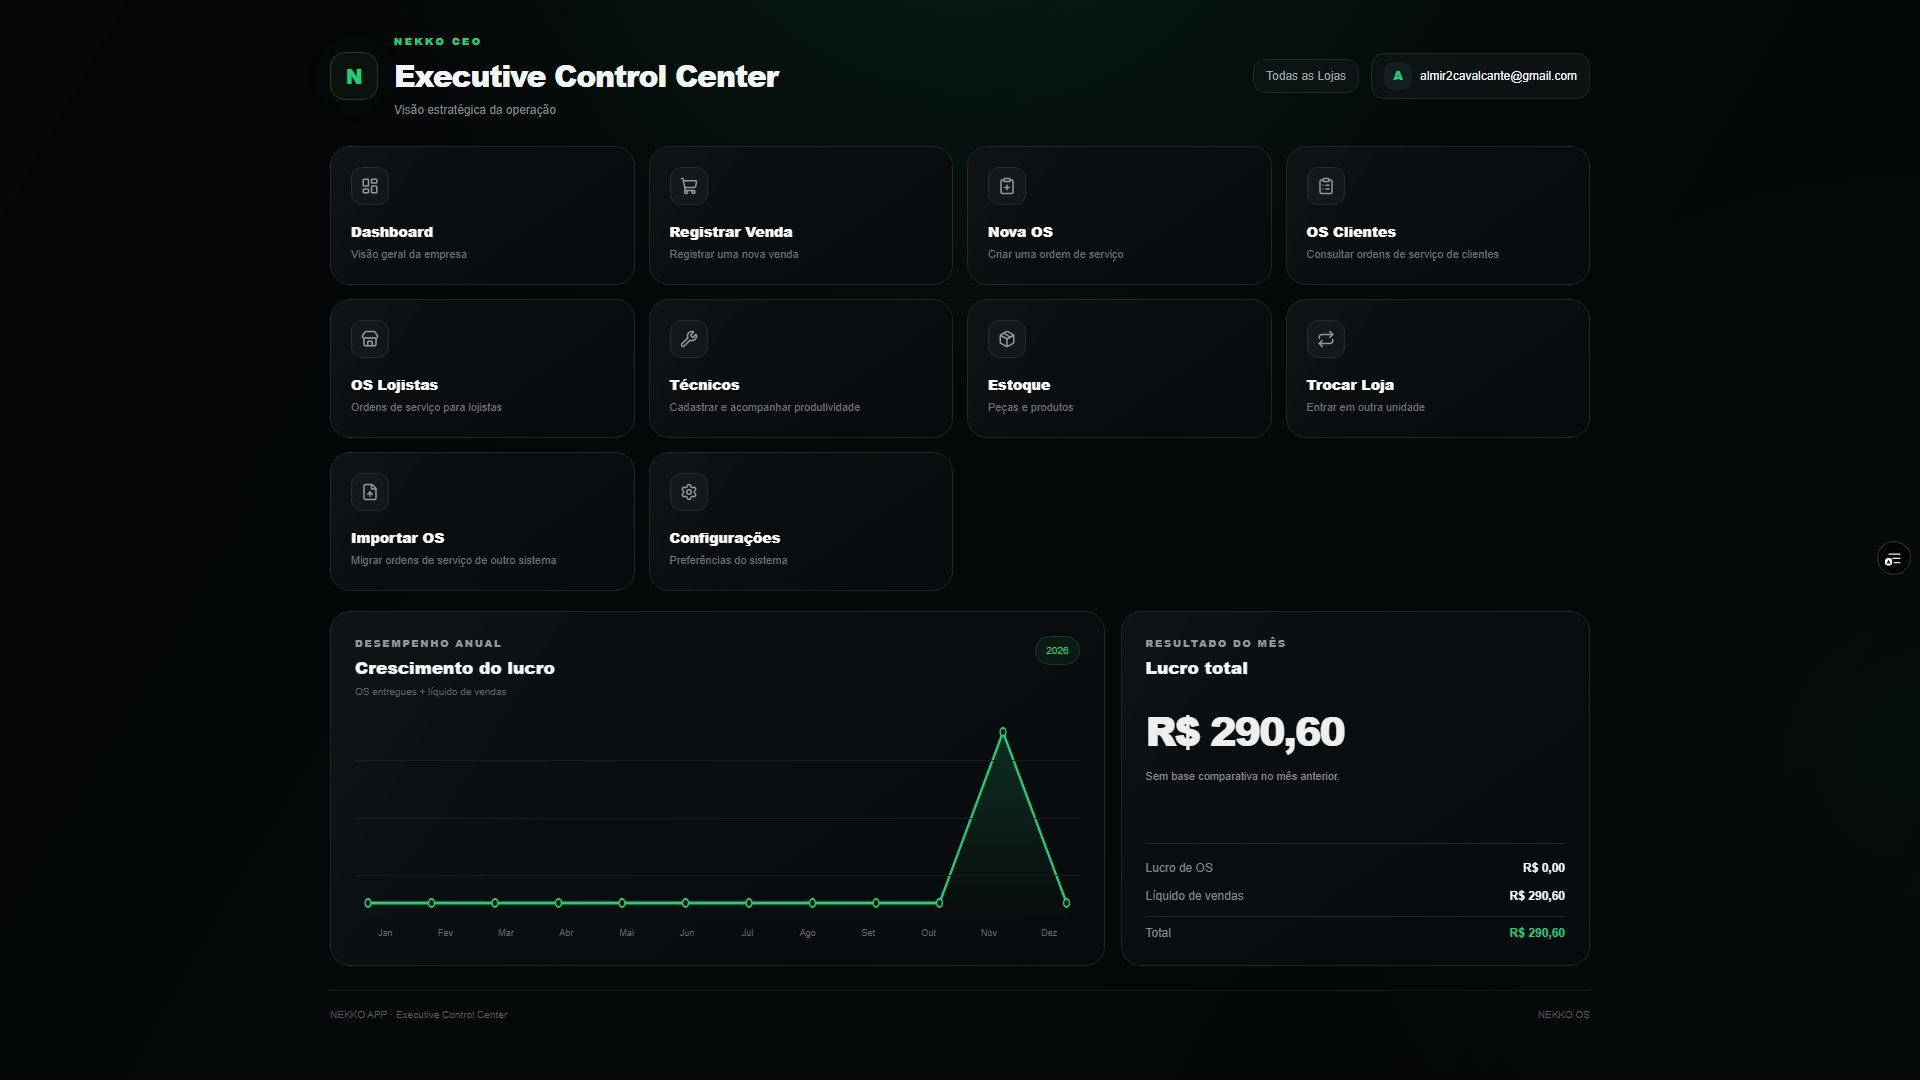 NEKKO CEO
N
Executive Control Center
Visão estratégica da operação
Todas as Lojas
A
almir2cavalcante@gmail.com
Dashboard
Visão geral da empresa
Registrar Venda
Registrar uma nova venda
Nova OS
Criar uma ordem de serviço
OS Clientes
Consultar ordens de serviço de clientes
OS Lojistas
Ordens de serviço para lojistas
Técnicos
Cadastrar e acompanhar produtividade
Estoque
Peças e produtos
Trocar Loja
Entrar em outra unidade
Importar OS
Migrar ordens de serviço de outro sistema
Configurações
Preferências do sistema
DESEMPENHO ANUAL
Crescimento do lucro
OS entregues + líquido de vendas
2026
Jan Fev Mar Abr Mai Jun Jul Ago Set Out Nov Dez
RESULTADO DO MÊS
Lucro total
R$ 290,60
Sem base comparativa no mês anterior.
Lucro de OS R$ 0,00
Líquido de vendas R$ 290,60
Total R$ 290,60
NEKKO APP · Executive Control Center
NEKKO OS